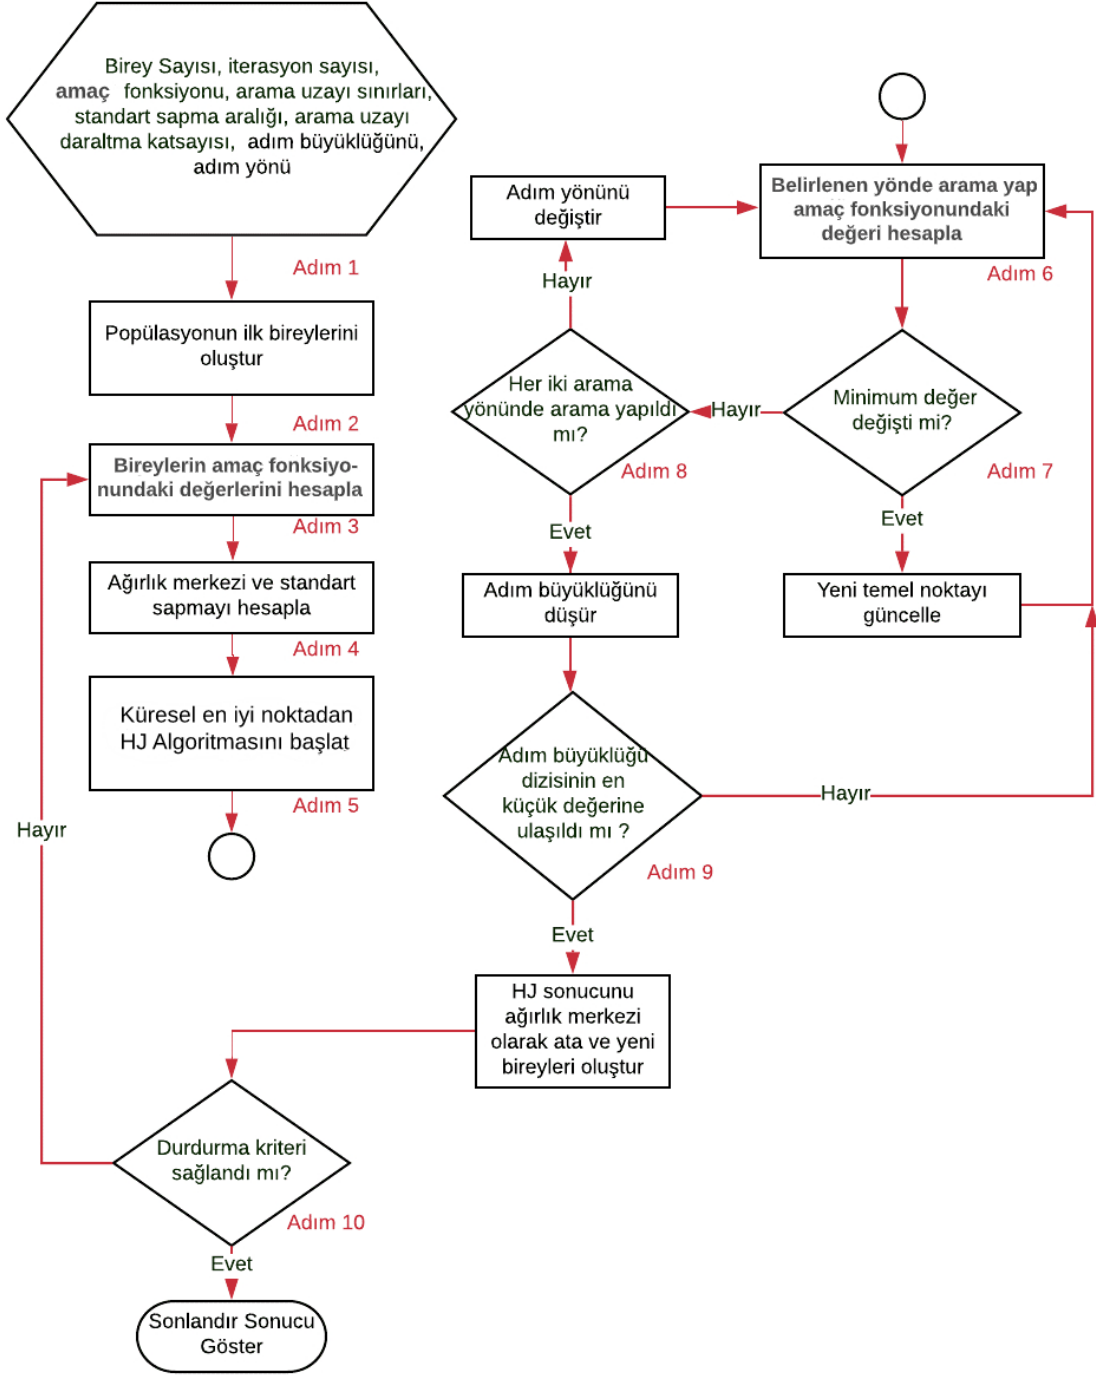 Birey Sayısı, iterasyon sayısı,
amaç fonksiyonu, arama uzayı sınırları,
standart sapma aralığı, arama uzayı
daraltma katsayısı, adım büyüklüğünü,
adım yönü
Adım 1
Popülasyonun ilk bireylerini
oluştur
Adım 2
Bireylerin amaç fonksiyo-
nundaki değerlerini hesapla
Adım 3
Ağırlık merkezi ve standart
sapmayı hesapla
Adım 4
Küresel en iyi noktadan
HJ Algoritmasını başlat
Adım 5
Belirlenen yönde arama yap
amaç fonksiyonundaki
değeri hesapla
Adım 6
Minimum değer
değişti mi?
Adım 7
Evet
Yeni temel noktayı
güncelle
Hayır
Her iki arama
yönünde arama yapıldı
mı?
Adım 8
Hayır
Adım yönünü
değiştir
Evet
Adım büyüklüğünü
düşür
Adım büyüklüğü
dizisinin en
küçük değerine
ulaşıldı mı ?
Adım 9
Hayır
Evet
HJ sonucunu
ağırlık merkezi
olarak ata ve yeni
bireyleri oluştur
Durdurma kriteri
sağlandı mı?
Adım 10
Hayır
Evet
Sonlandır Sonucu
Göster